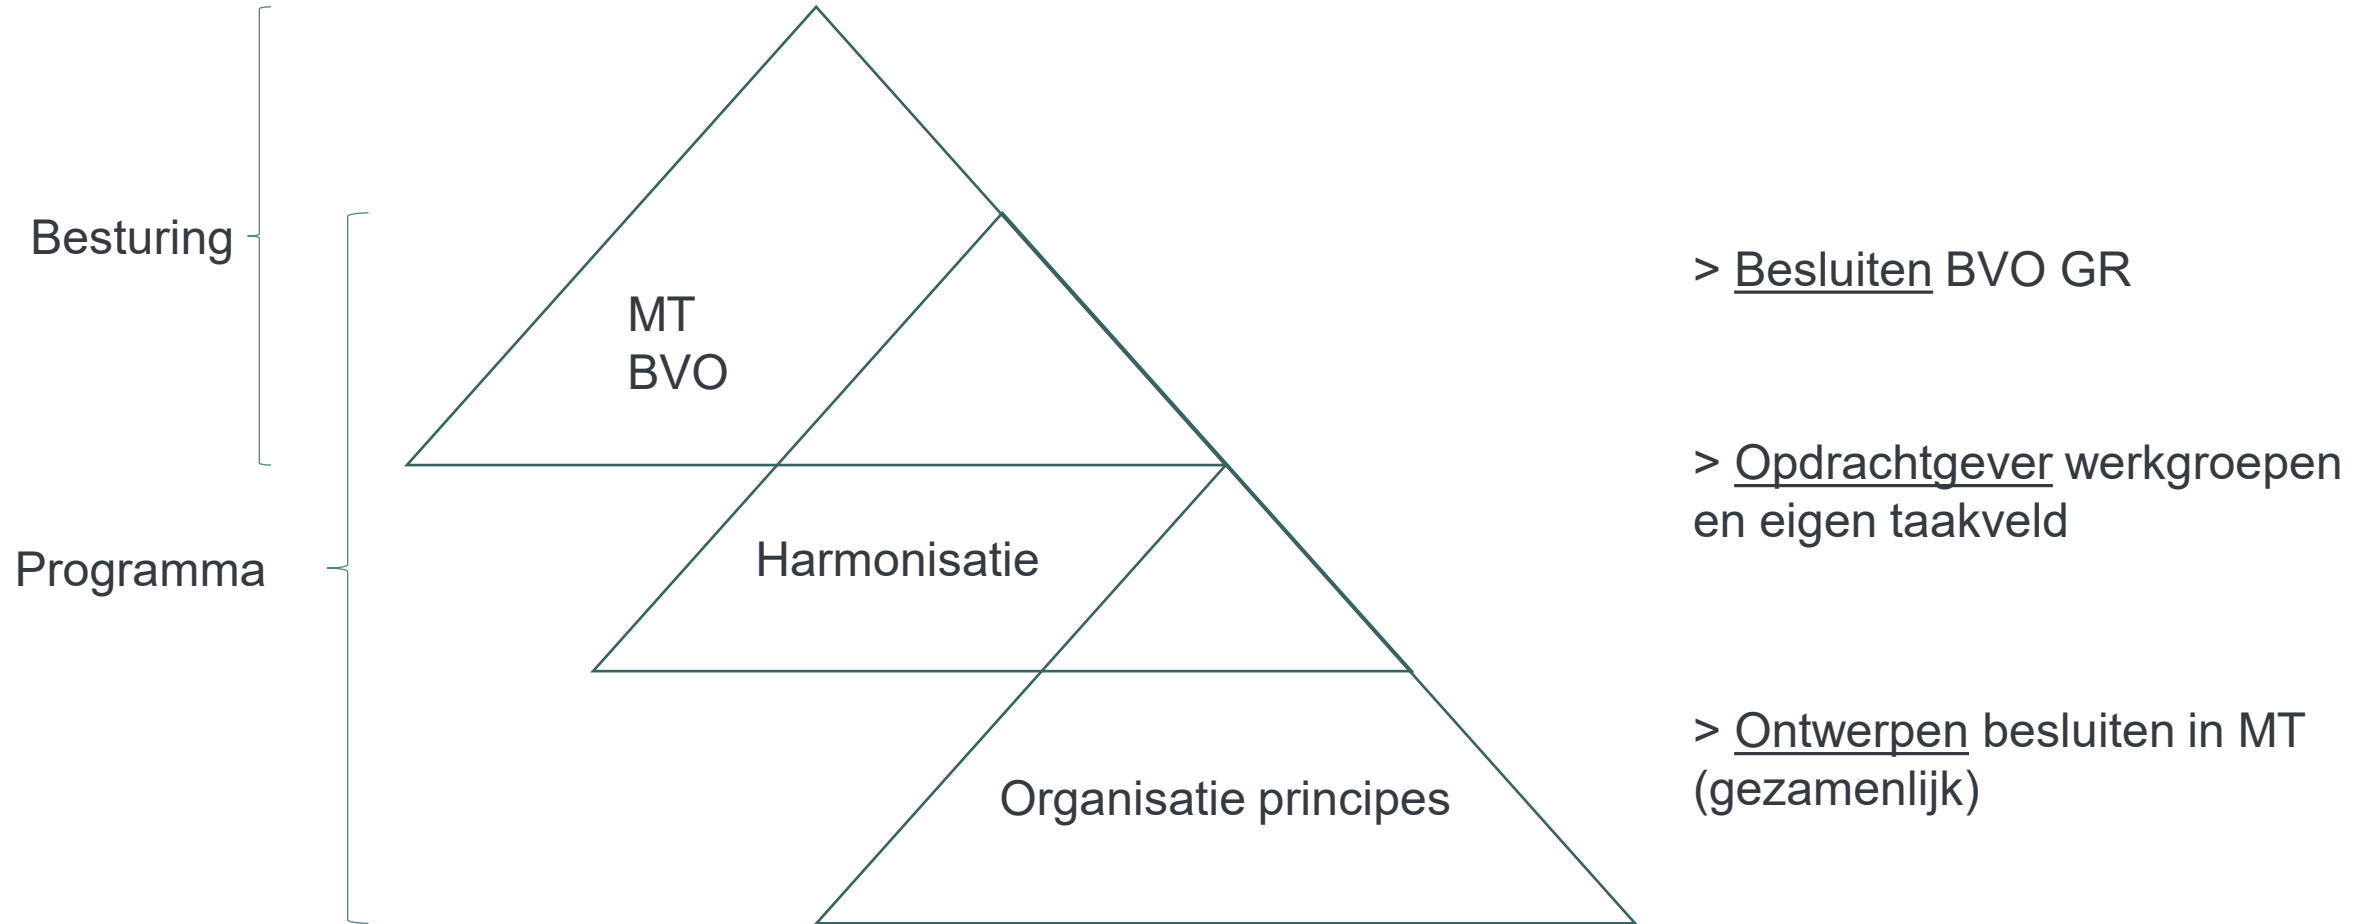 Besturing
Programma
MT
BVO
Harmonisatie
Organisatie principes
> Besluiten BVO GR
> Opdrachtgever werkgroepen
en eigen taakveld
> Ontwerpen besluiten in MT
(gezamenlijk)